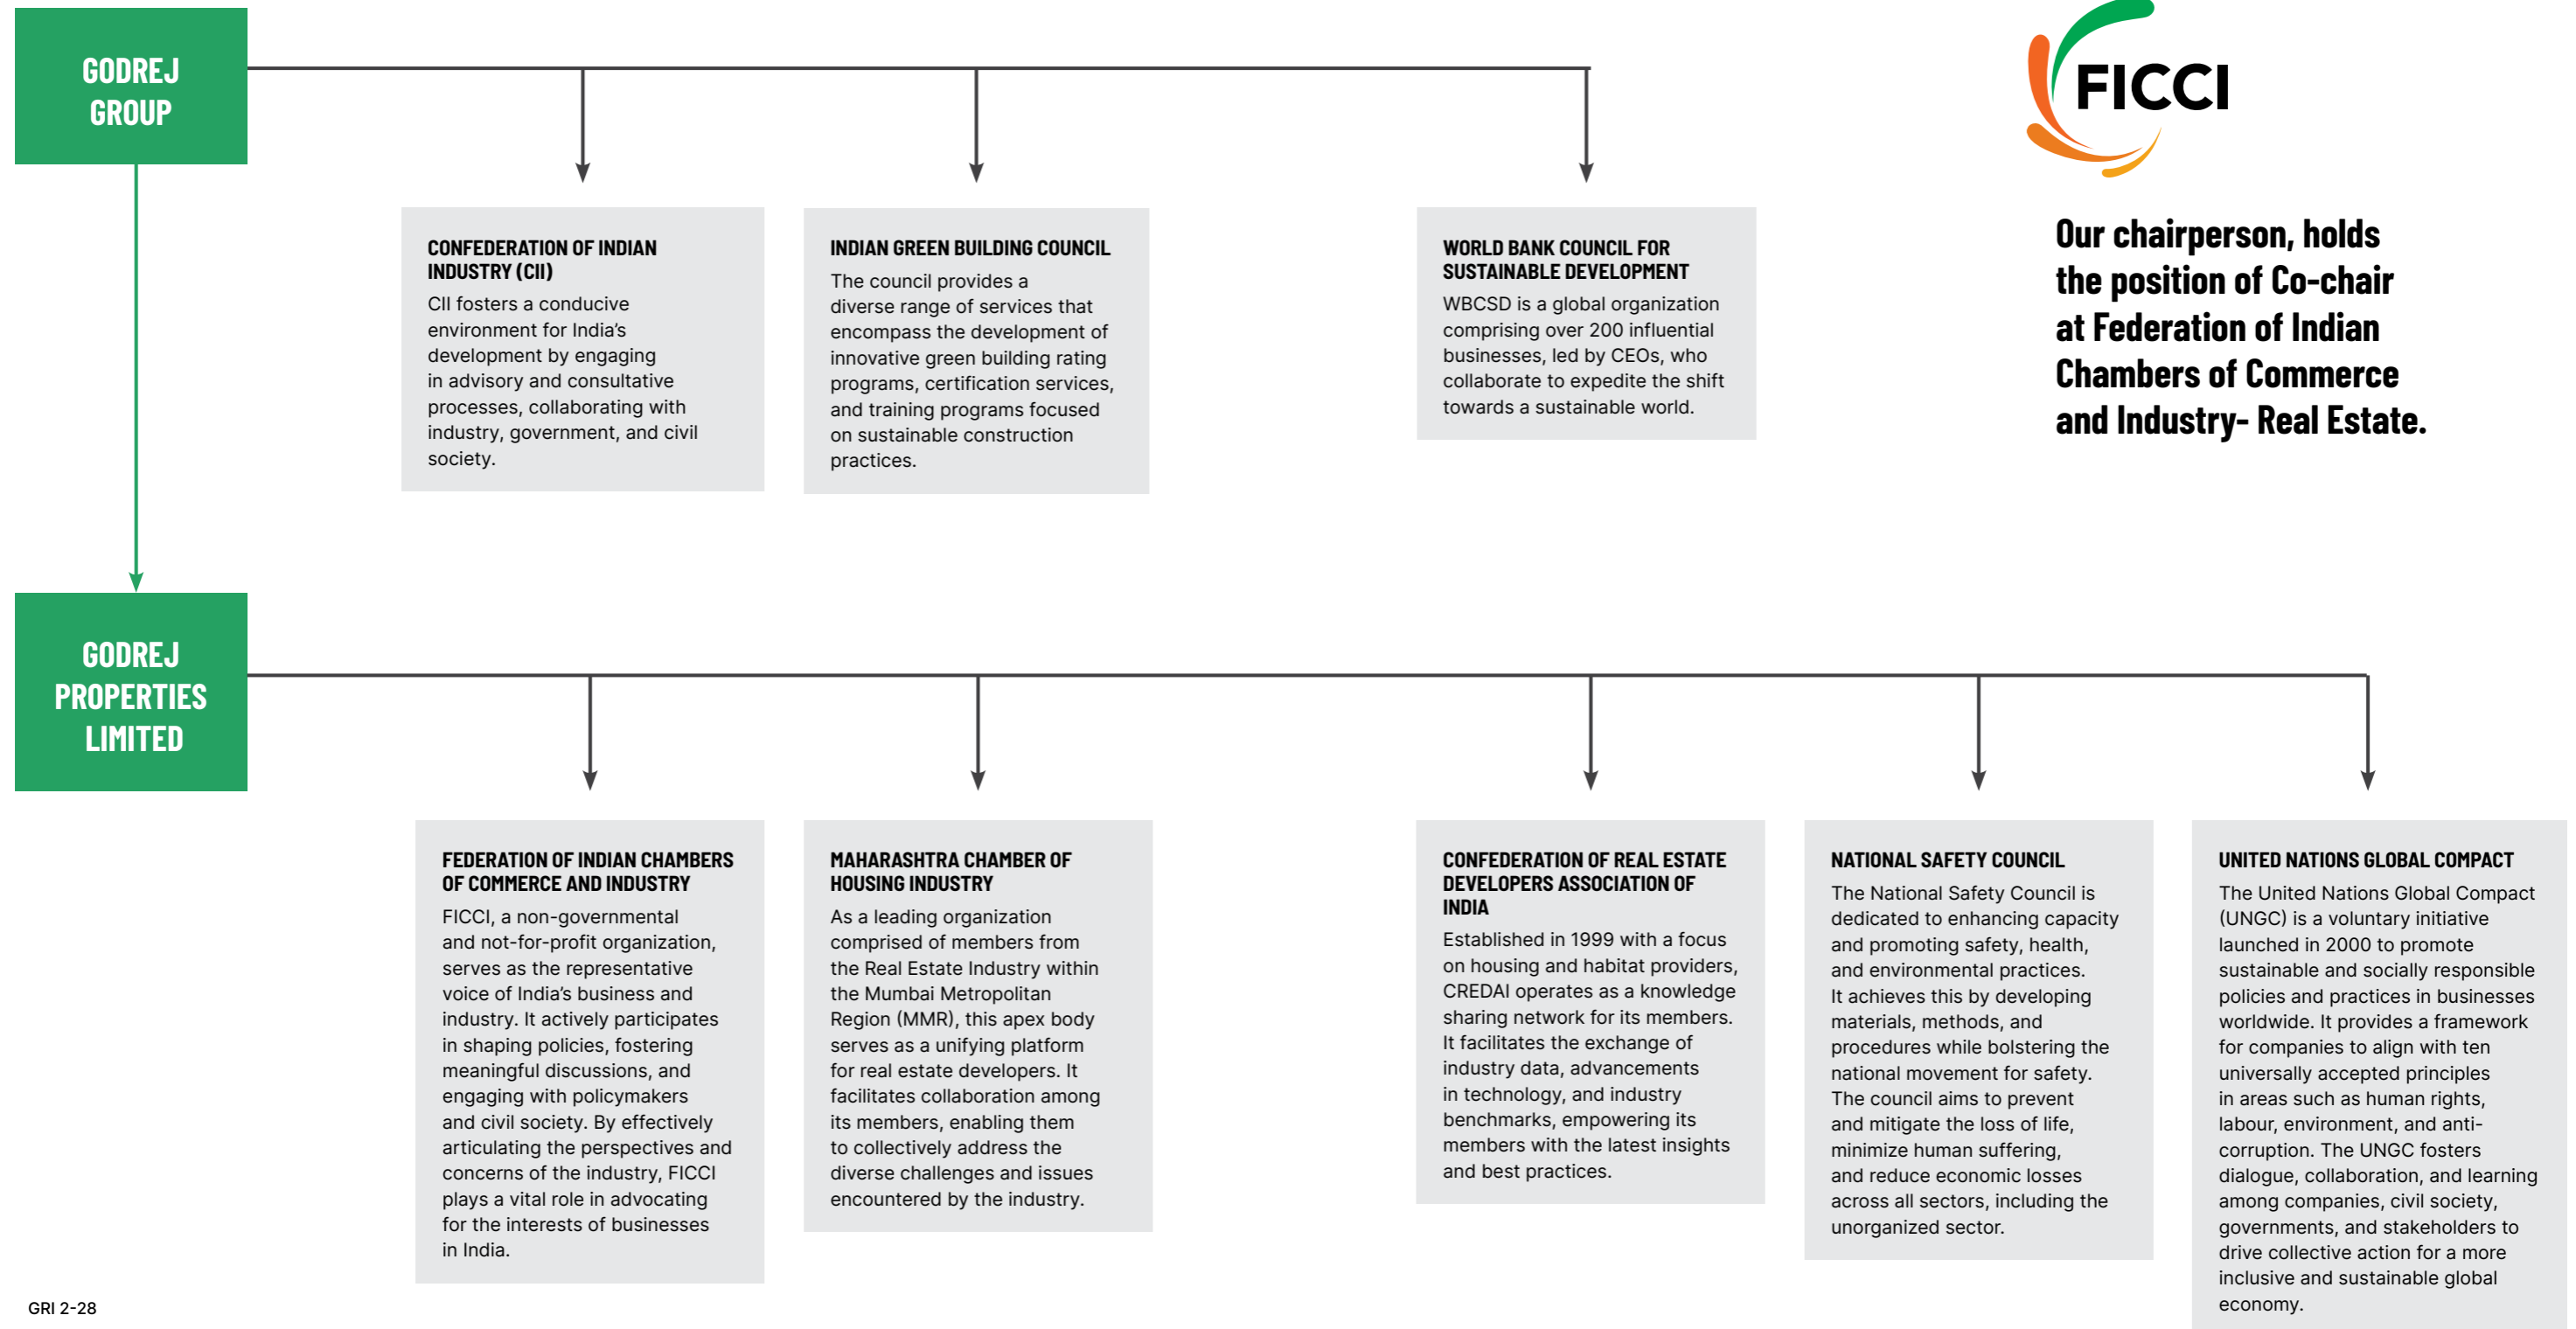 GODREJ
GROUP
FICCI
CONFEDERATION OF INDIAN
INDUSTRY (CII)
CII fosters a conducive
environment for India’s
development by engaging
in advisory and consultative
processes, collaborating with
industry, government, and civil
society.
INDIAN GREEN BUILDING COUNCIL
The council provides a
diverse range of services that
encompass the development of
innovative green building rating
programs, certification services,
and training programs focused
on sustainable construction
practices.
WORLD BANK COUNCIL FOR
SUSTAINABLE DEVELOPMENT
WBCSD is a global organization
comprising over 200 influential
businesses, led by CEOs, who
collaborate to expedite the shift
towards a sustainable world.
Our chairperson, holds
the position of Co-chair
at Federation of Indian
Chambers of Commerce
and Industry- Real Estate.
GODREJ
PROPERTIES
LIMITED
FEDERATION OF INDIAN CHAMBERS
OF COMMERCE AND INDUSTRY
FICCI, a non-governmental
and not-for-profit organization,
serves as the representative
voice of India’s business and
industry. It actively participates
in shaping policies, fostering
meaningful discussions, and
engaging with policymakers
and civil society. By effectively
articulating the perspectives and
concerns of the industry, FICCI
plays a vital role in advocating
for the interests of businesses
in India.
MAHARASHTRA CHAMBER OF
HOUSING INDUSTRY
As a leading organization
comprised of members from
the Real Estate Industry within
the Mumbai Metropolitan
Region (MMR), this apex body
serves as a unifying platform
for real estate developers. It
facilitates collaboration among
its members, enabling them
to collectively address the
diverse challenges and issues
encountered by the industry.
CONFEDERATION OF REAL ESTATE
DEVELOPERS ASSOCIATION OF
INDIA
Established in 1999 with a focus
on housing and habitat providers,
CREDAI operates as a knowledge
sharing network for its members.
It facilitates the exchange of
industry data, advancements
in technology, and industry
benchmarks, empowering its
members with the latest insights
and best practices.
NATIONAL SAFETY COUNCIL
The National Safety Council is
dedicated to enhancing capacity
and promoting safety, health,
and environmental practices.
It achieves this by developing
materials, methods, and
procedures while bolstering the
national movement for safety.
The council aims to prevent
and mitigate the loss of life,
minimize human suffering,
and reduce economic losses
across all sectors, including the
unorganized sector.
UNITED NATIONS GLOBAL COMPACT
The United Nations Global Compact
(UNGC) is a voluntary initiative
launched in 2000 to promote
sustainable and socially responsible
policies and practices in businesses
worldwide. It provides a framework
for companies to align with ten
universally accepted principles
in areas such as human rights,
labour, environment, and anti-
corruption. The UNGC fosters
dialogue, collaboration, and learning
among companies, civil society,
governments, and stakeholders to
drive collective action for a more
inclusive and sustainable global
economy.
GRI 2-28